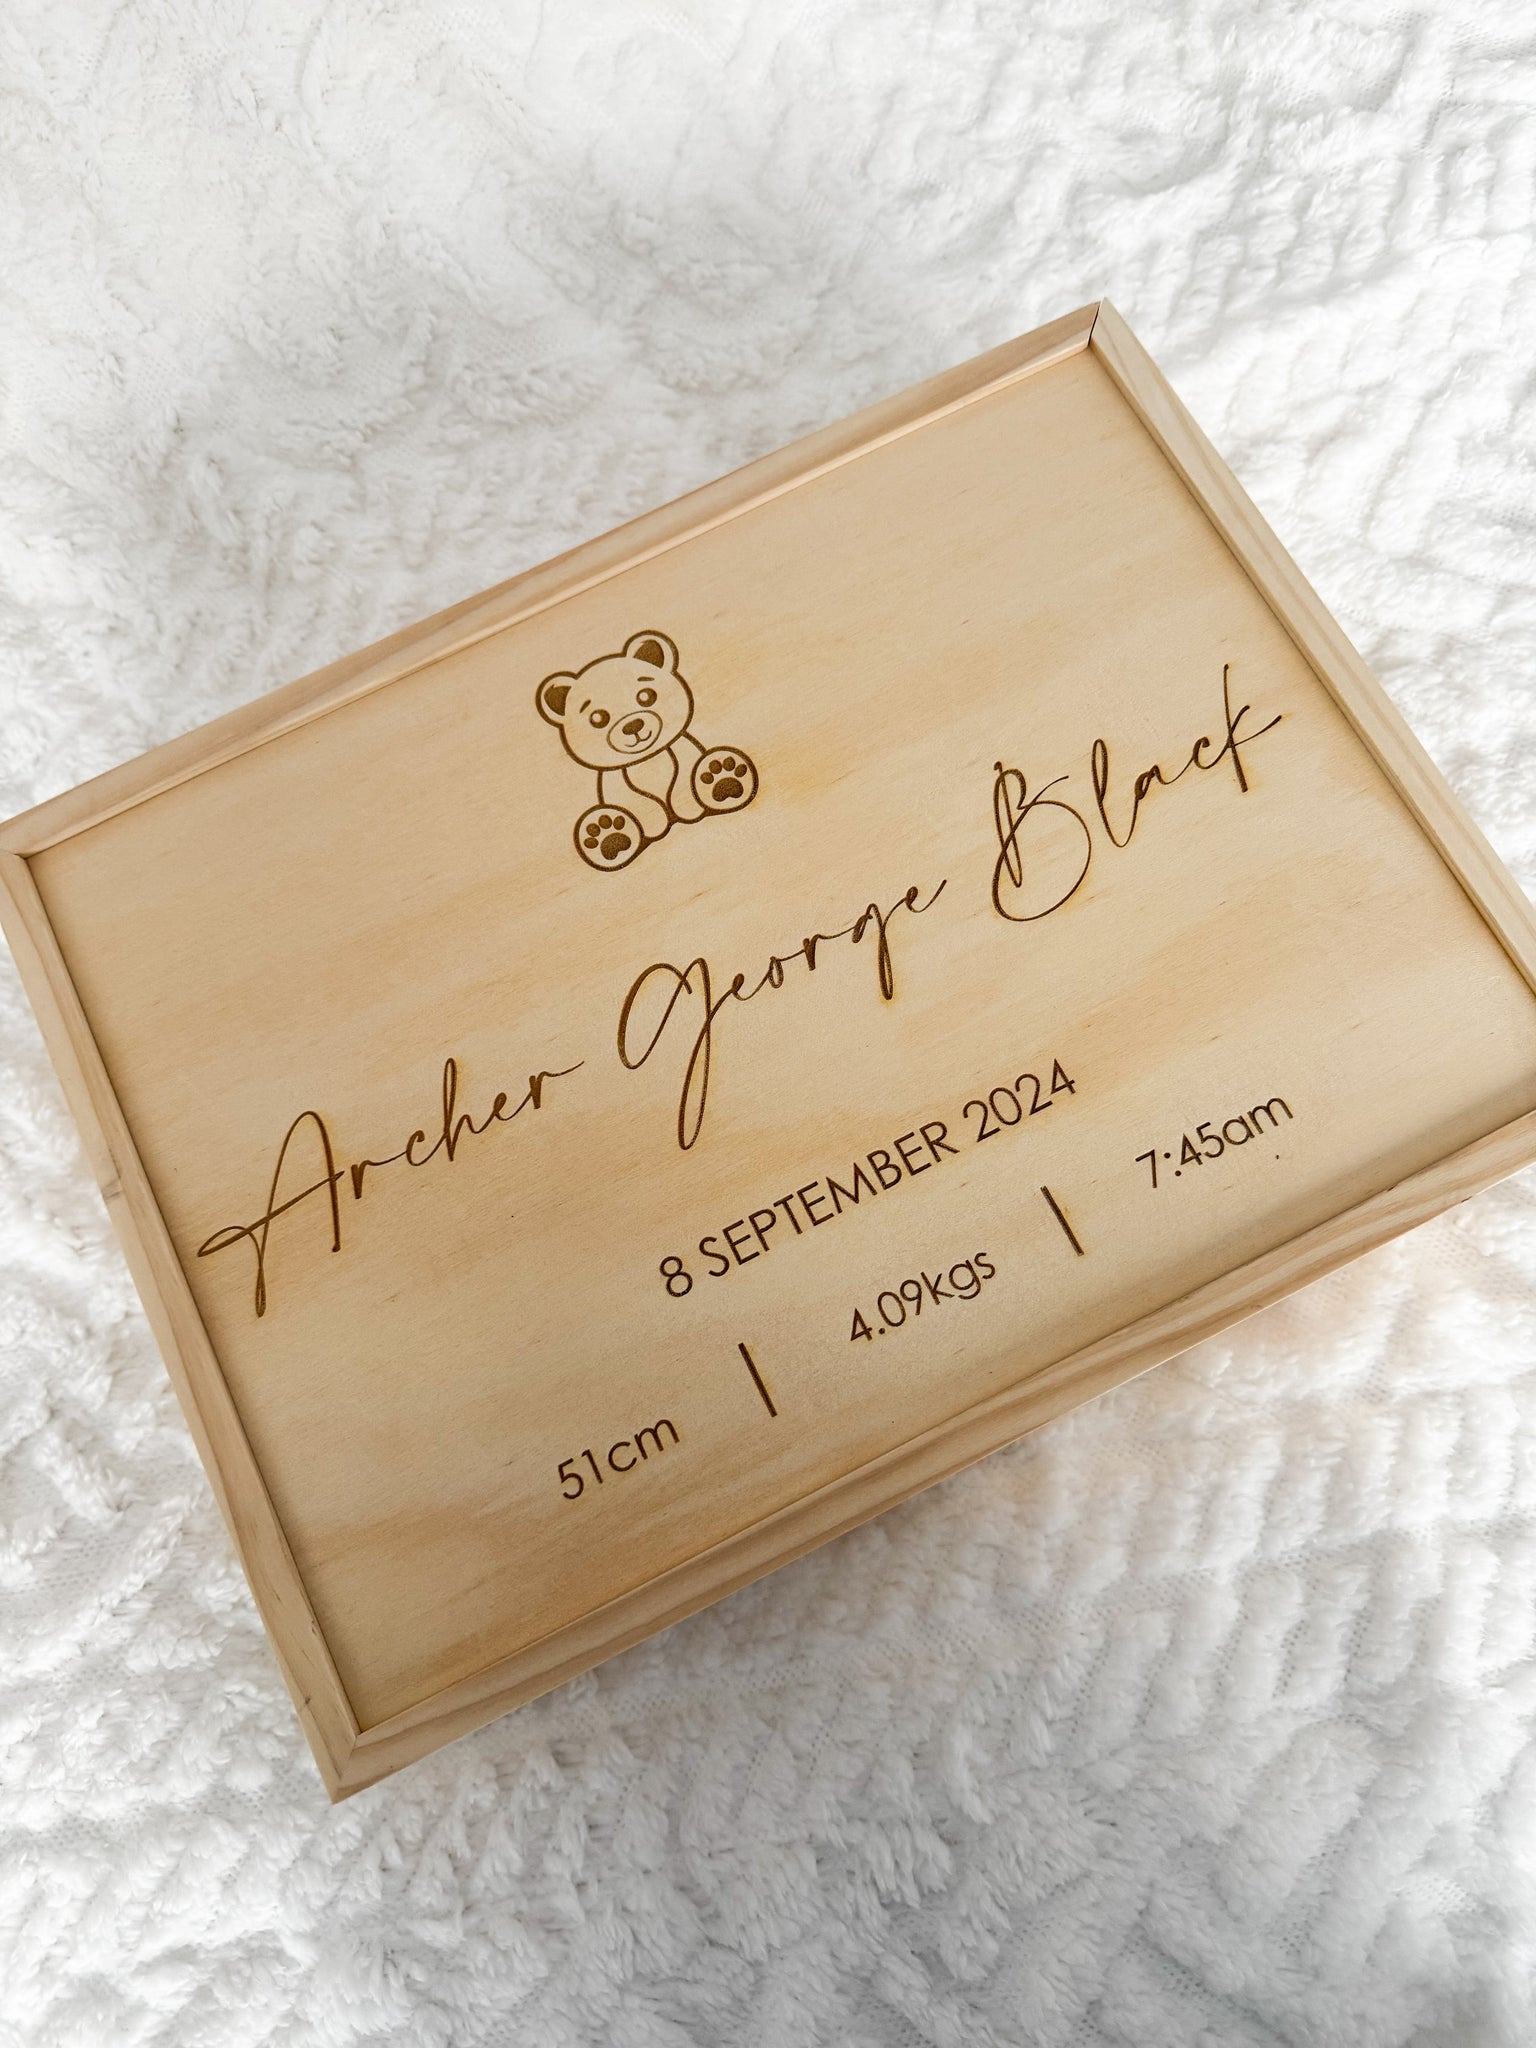 Archer George Black
8 SEPTEMBER 2024
51cm | 4.09kgs | 7:45am